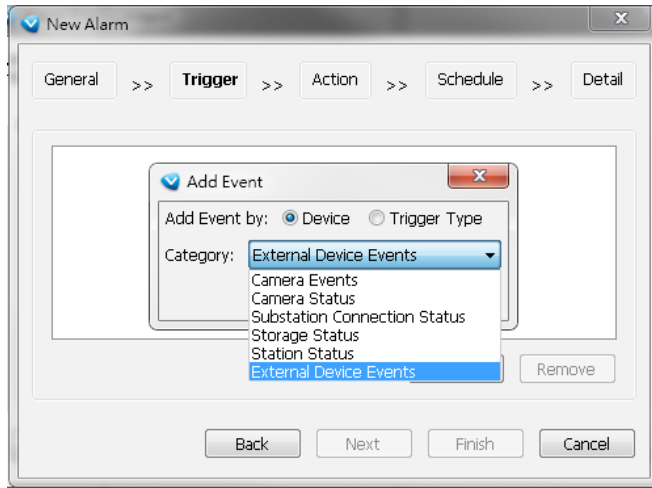 New Alarm
General >> Trigger >> Action >> Schedule >> Detail
Add Event
Add Event by: Device Trigger Type
Category: External Device Events
Camera Events
Camera Status
Substation Connection Status
Storage Status
Station Status
External Device Events
Remove
Back Next Finish Cancel